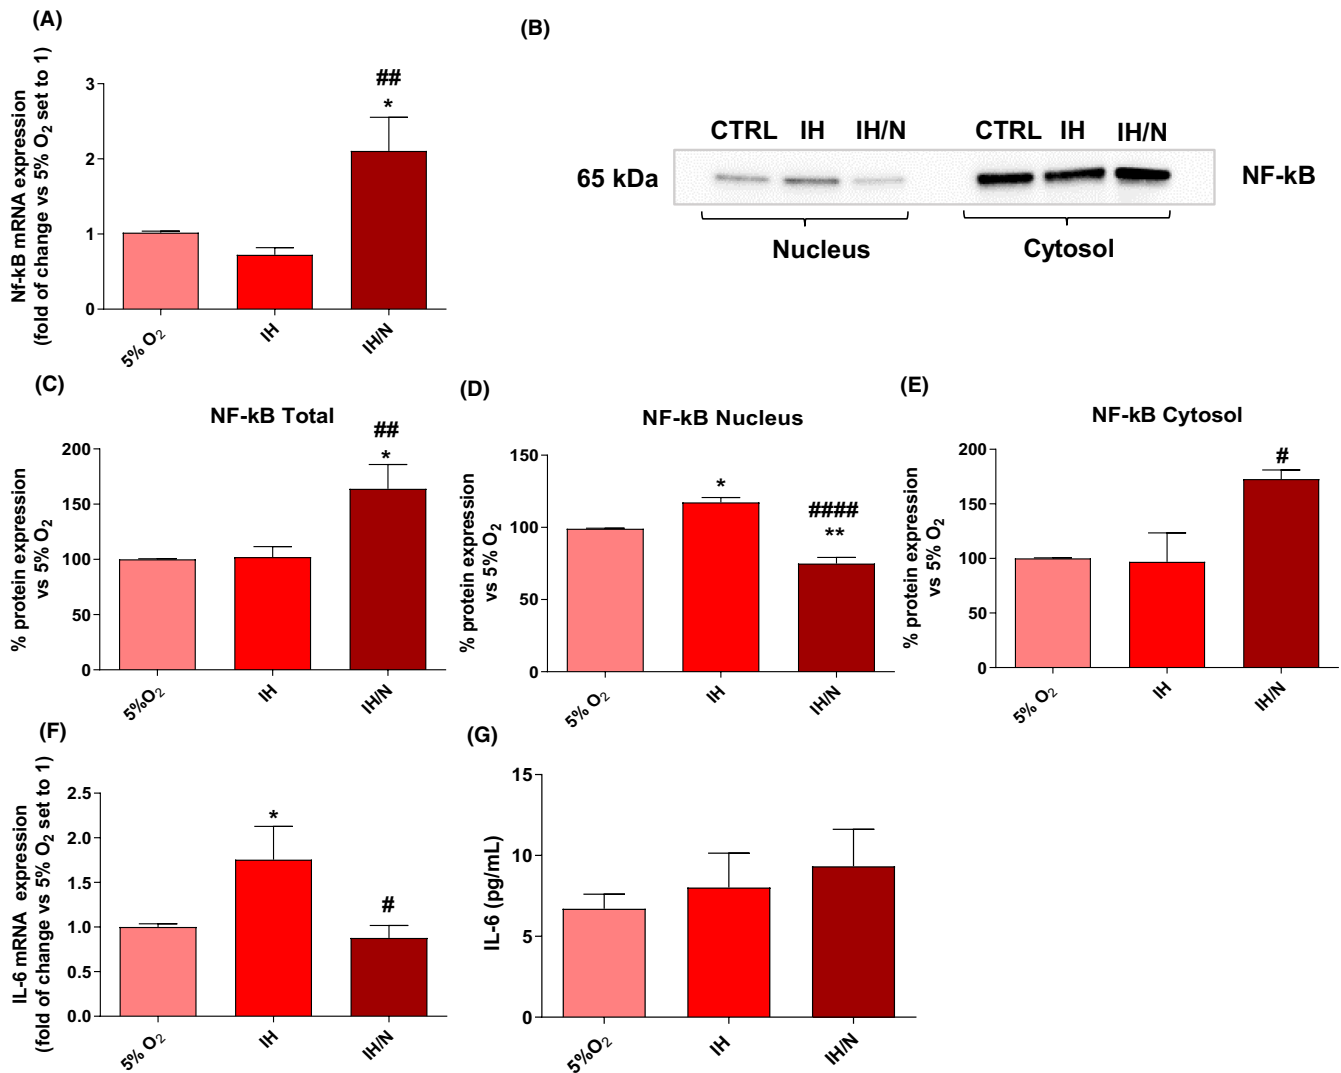 (A)
Nf-kB mRNA expression
(fold of change vs 5% O2 set to 1)
3
2
1
0
##
*
5% O2
IH
IH/N
(B)
CTRL IH IH/N CTRL IH IH/N
65 kDa
NF-kB
Nucleus
Cytosol
(C)
NF-kB Total
% protein expression
vs 5% O2
200
150
100
50
0
##
*
5%O2
IH
IH/N
(D)
NF-kB Nucleus
% protein expression
vs 5% O2
150
100
50
0
*
####
**
5% O2
IH
IH/N
(E)
NF-kB Cytosol
% protein expression
vs 5% O2
200
150
100
50
0
#
5% O2
IH
IH/N
(F)
IL-6 mRNA expression
(fold of change vs 5% O2 set to 1)
2.5
2.0
1.5
1.0
0.5
0.0
*
#
5% O2
IH
IH/N
(G)
IL-6 (pg/mL)
15
10
5
0
5%O2
IH
IH/N